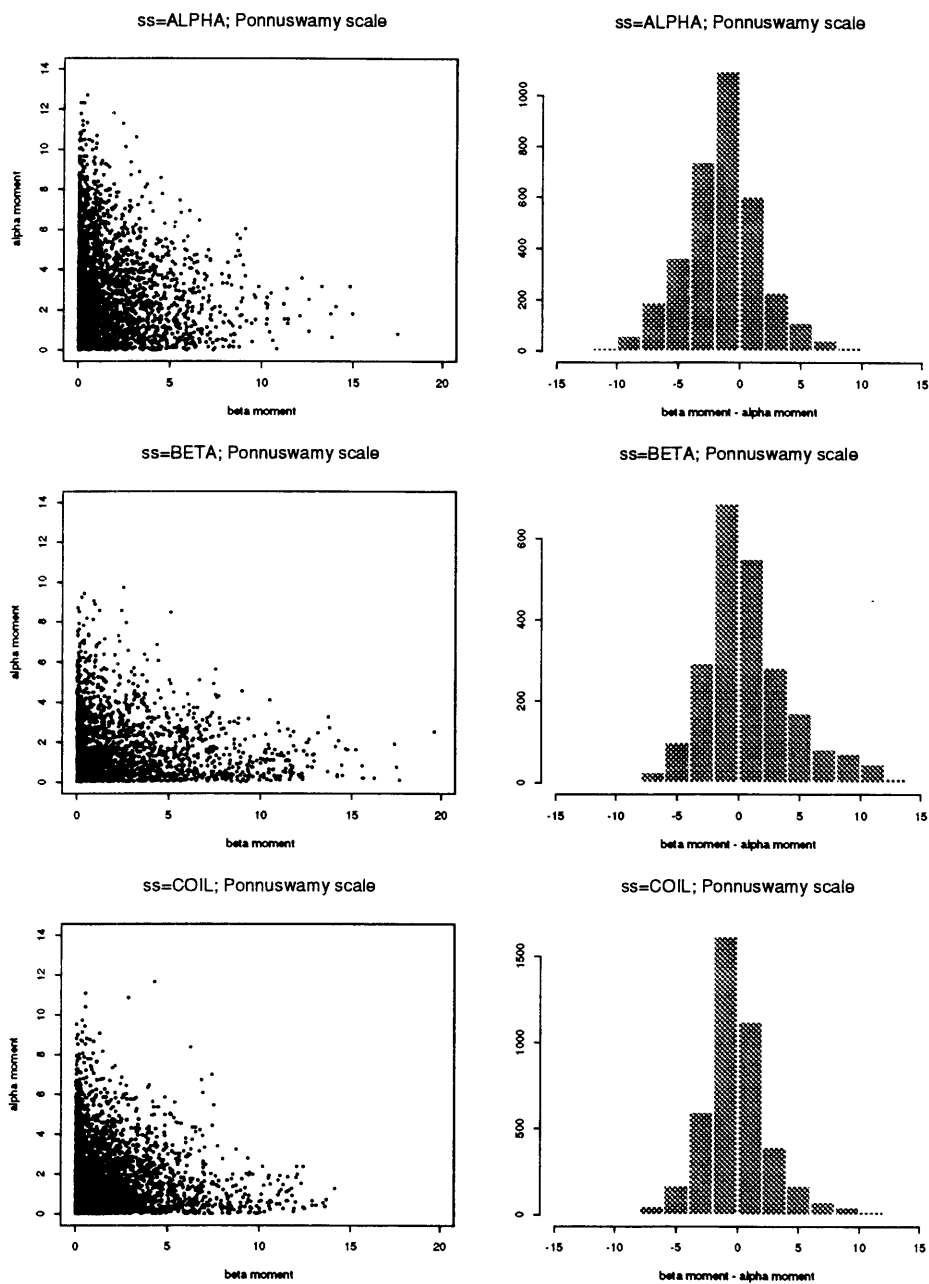 ss=ALPHA; Ponnuswamy scale
14
12
10
8
6
4
2
0
alpha moment
0 5 10 15 20
beta moment
ss=ALPHA; Ponnuswamy scale
1000
800
600
400
200
0
-15 -10 -5 0 5 10 15
beta moment - alpha moment
ss=BETA; Ponnuswamy scale
14
12
10
8
6
4
2
0
alpha moment
0 5 10 15 20
beta moment
ss=BETA; Ponnuswamy scale
600
400
200
0
-15 -10 -5 0 5 10 15
beta moment - alpha moment
ss=COIL; Ponnuswamy scale
14
12
10
8
6
4
2
0
alpha moment
0 5 10 15 20
beta moment
ss=COIL; Ponnuswamy scale
1500
1000
500
0
-15 -10 -5 0 5 10 15
beta moment - alpha moment